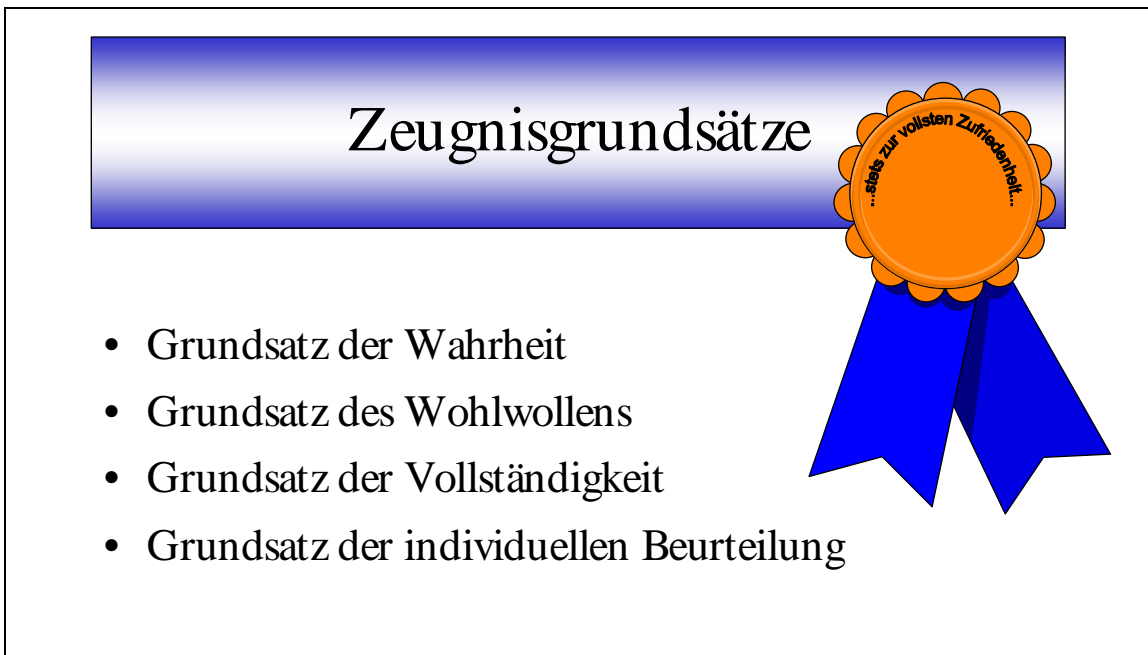 Zeugnisgrundsätze
...stets zur vollsten Zufriedenheit...
• Grundsatz der Wahrheit
• Grundsatz des Wohlwollens
• Grundsatz der Vollständigkeit
• Grundsatz der individuellen Beurteilung